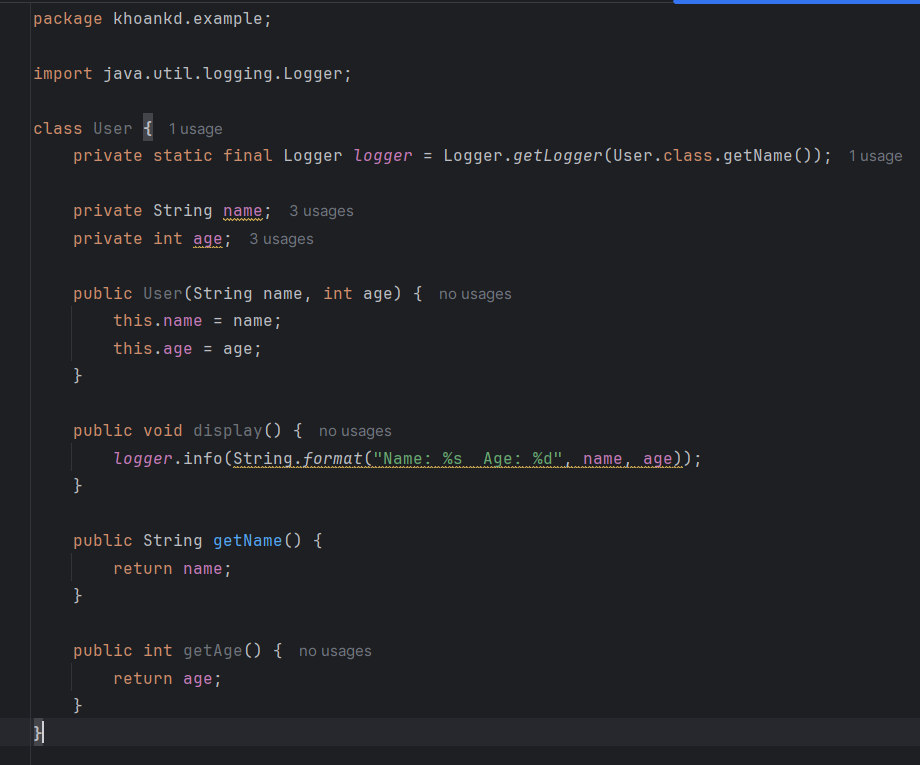 package khoankd.example;
import java.util.logging.Logger;
class User { 1 usage
private static final Logger logger = Logger.getLogger(User.class.getName()); 1 usage
private String name; 3 usages
private int age; 3 usages
public User(String name, int age) { no usages
this.name = name;
this.age = age;
}
public void display() { no usages
logger.info(String.format("Name: %s  Age: %d", name, age));
}
public String getName() {
return name;
}
public int getAge() { no usages
return age;
}
}